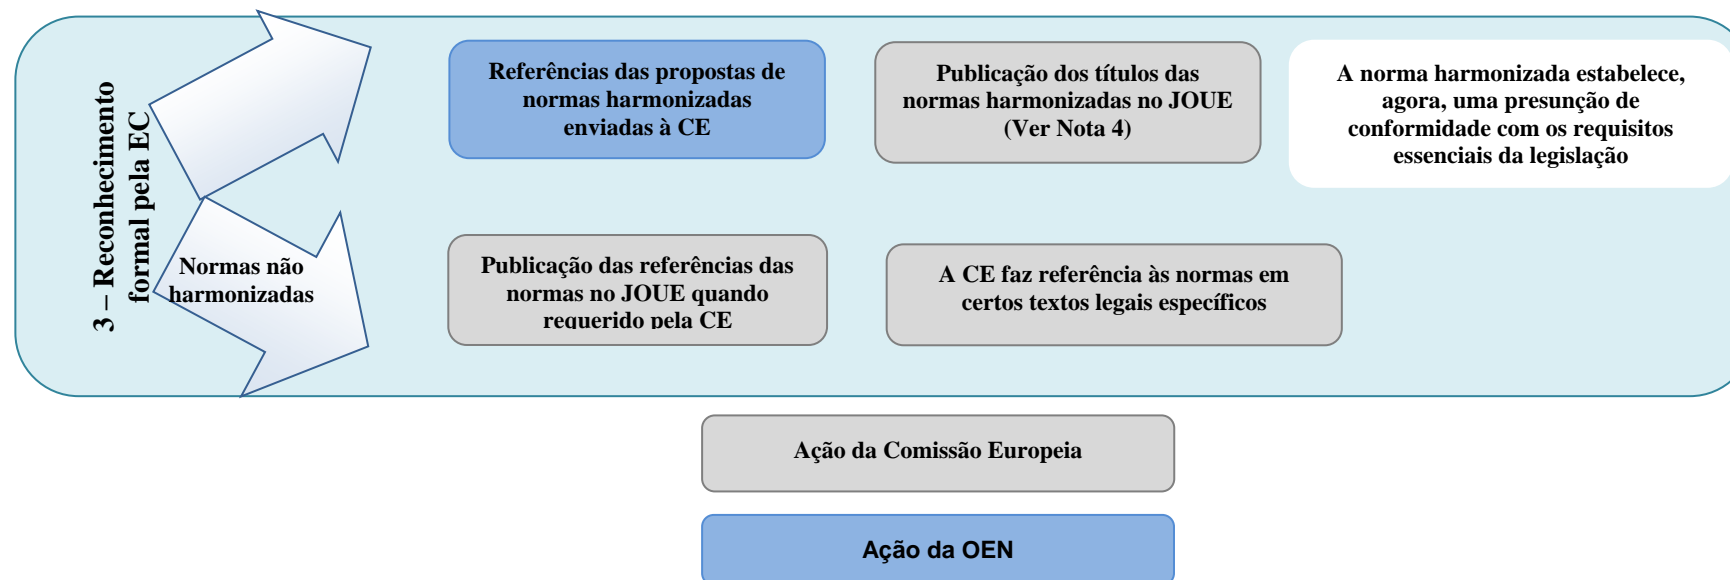 3 – Reconhecimento
formal pela EC
Referências das propostas de
normas harmonizadas
enviadas à CE
Publicação dos títulos das
normas harmonizadas no JOUE
(Ver Nota 4)
A norma harmonizada estabelece,
agora, uma presunção de
conformidade com os requisitos
essenciais da legislação
Normas não
harmonizadas
Publicação das referências das
normas no JOUE quando
requerido pela CE
A CE faz referência às normas em
certos textos legais específicos
Ação da Comissão Europeia
Ação da OEN